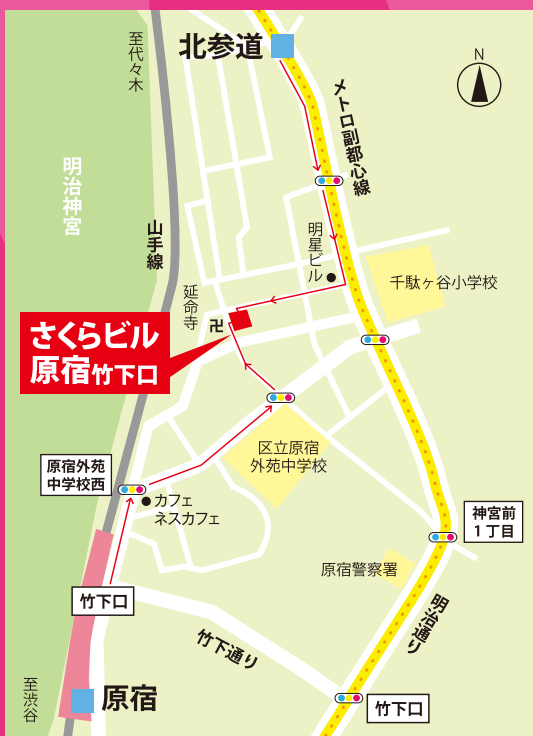 北参道
至代々木
N
メトロ副都心線
明治神宮
山手線
明星ビル
千駄ヶ谷小学校
延命寺
卍
さくらビル
原宿竹下口
区立原宿
外苑中学校
原宿外苑
中学校西
カフェ
ネスカフェ
神宮前
1丁目
原宿警察署
竹下口
明治通り
竹下通り
至渋谷
原宿
竹下口